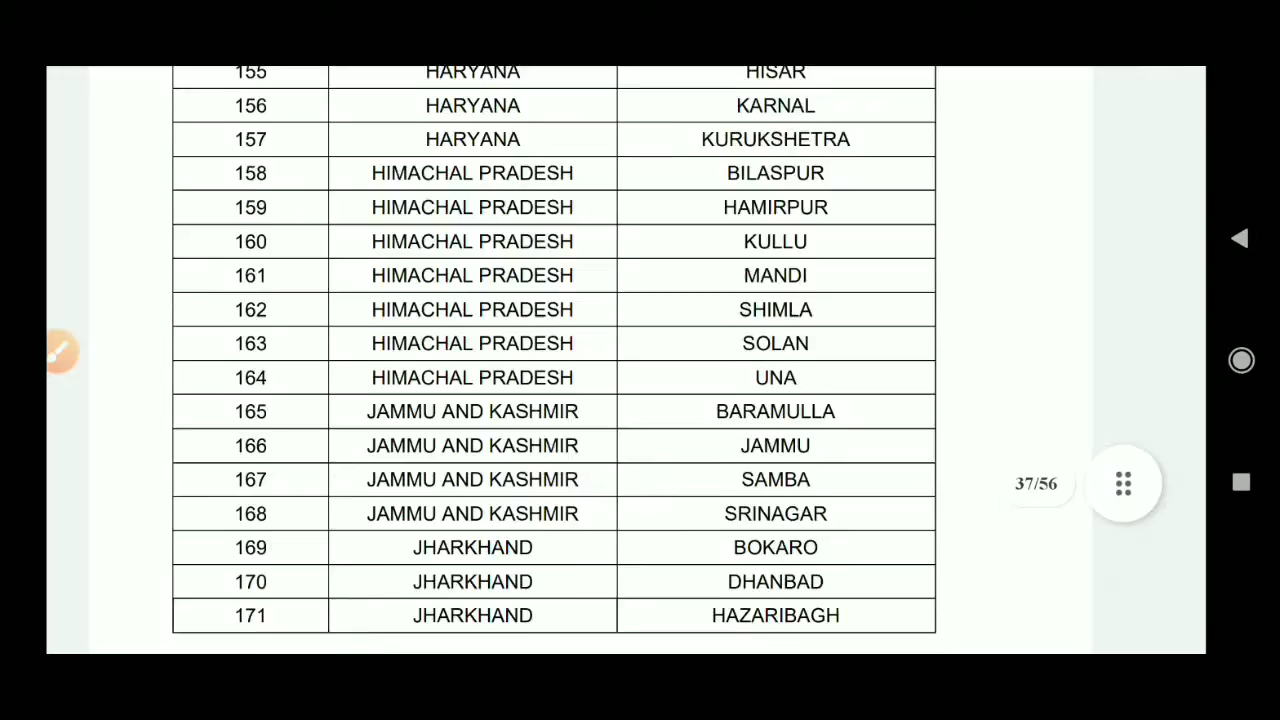 155 HARYANA HISAR
156 HARYANA KARNAL
157 HARYANA KURUKSHETRA
158 HIMACHAL PRADESH BILASPUR
159 HIMACHAL PRADESH HAMIRPUR
160 HIMACHAL PRADESH KULLU
161 HIMACHAL PRADESH MANDI
162 HIMACHAL PRADESH SHIMLA
163 HIMACHAL PRADESH SOLAN
164 HIMACHAL PRADESH UNA
165 JAMMU AND KASHMIR BARAMULLA
166 JAMMU AND KASHMIR JAMMU
167 JAMMU AND KASHMIR SAMBA
37/56
168 JAMMU AND KASHMIR SRINAGAR
169 JHARKHAND BOKARO
170 JHARKHAND DHANBAD
171 JHARKHAND HAZARIBAGH